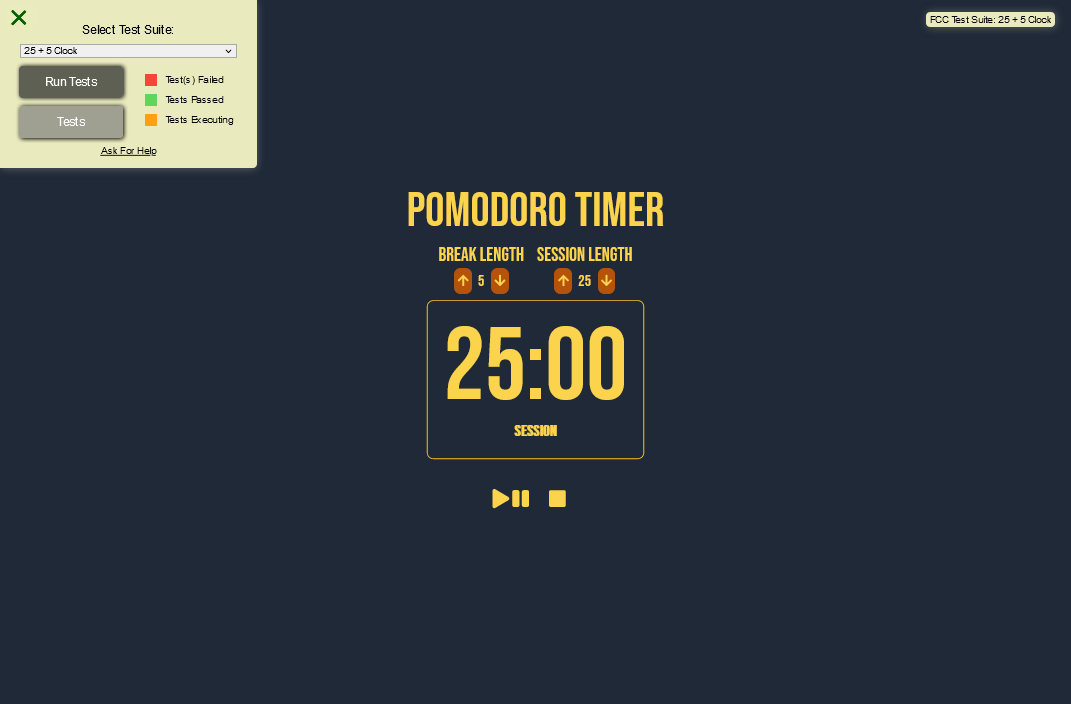 Select Test Suite:
25 + 5 Clock
Run Tests
Tests
Test(s) Failed
Tests Passed
Tests Executing
Ask For Help
FCC Test Suite: 25 + 5 Clock
POMODORO TIMER
BREAK LENGTH
5
SESSION LENGTH
25
25:00
SESSION